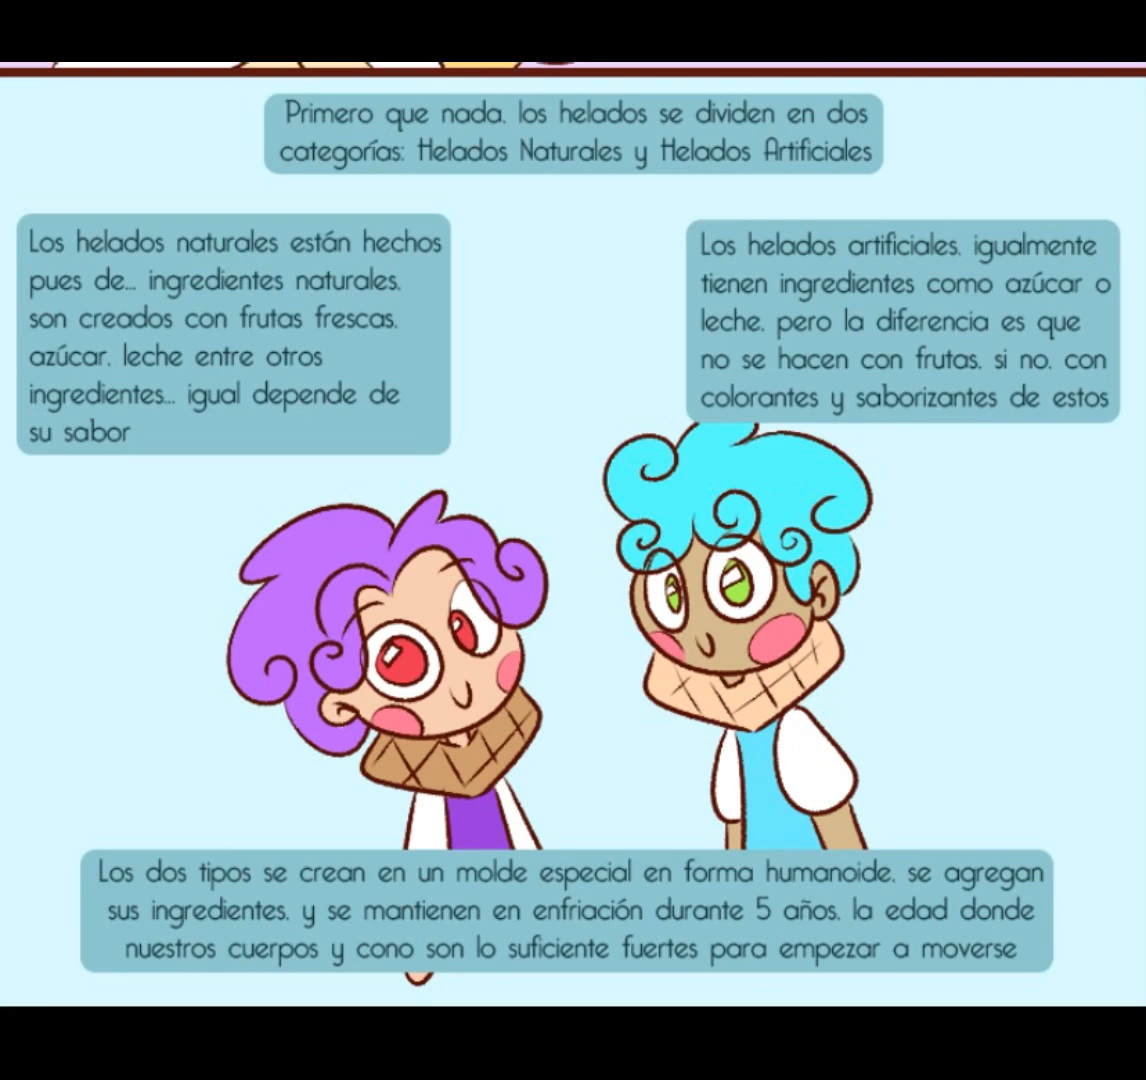 Primero que nada, los helados se dividen en dos
categorías: Helados Naturales y Helados Artificiales
Los helados naturales están hechos
pues de... ingredientes naturales,
son creados con frutas frescas,
azúcar, leche entre otros
ingredientes... igual depende de
su sabor
Los helados artificiales, igualmente
tienen ingredientes como azúcar o
leche, pero la diferencia es que
no se hacen con frutas, si no, con
colorantes y saborizantes de estos
Los dos tipos se crean en un molde especial en forma humanoide, se agregan
sus ingredientes, y se mantienen en enfriación durante 5 años, la edad donde
nuestros cuerpos y cono son lo suficiente fuertes para empezar a moverse